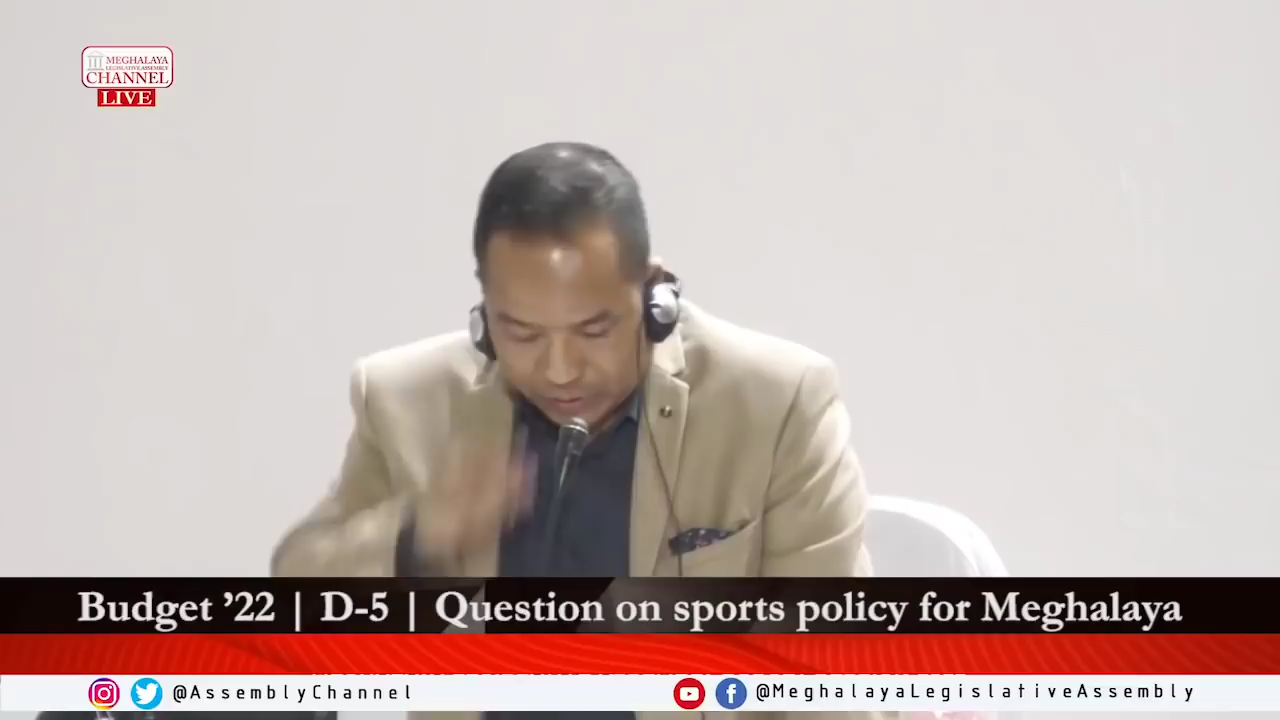 MEGHALAYA
LEGISLATIVE ASSEMBLY
CHANNEL
LIVE
Budget ’22 | D-5 | Question on sports policy for Meghalaya
@AssemblyChannel
@MeghalayaLegislativeAssembly